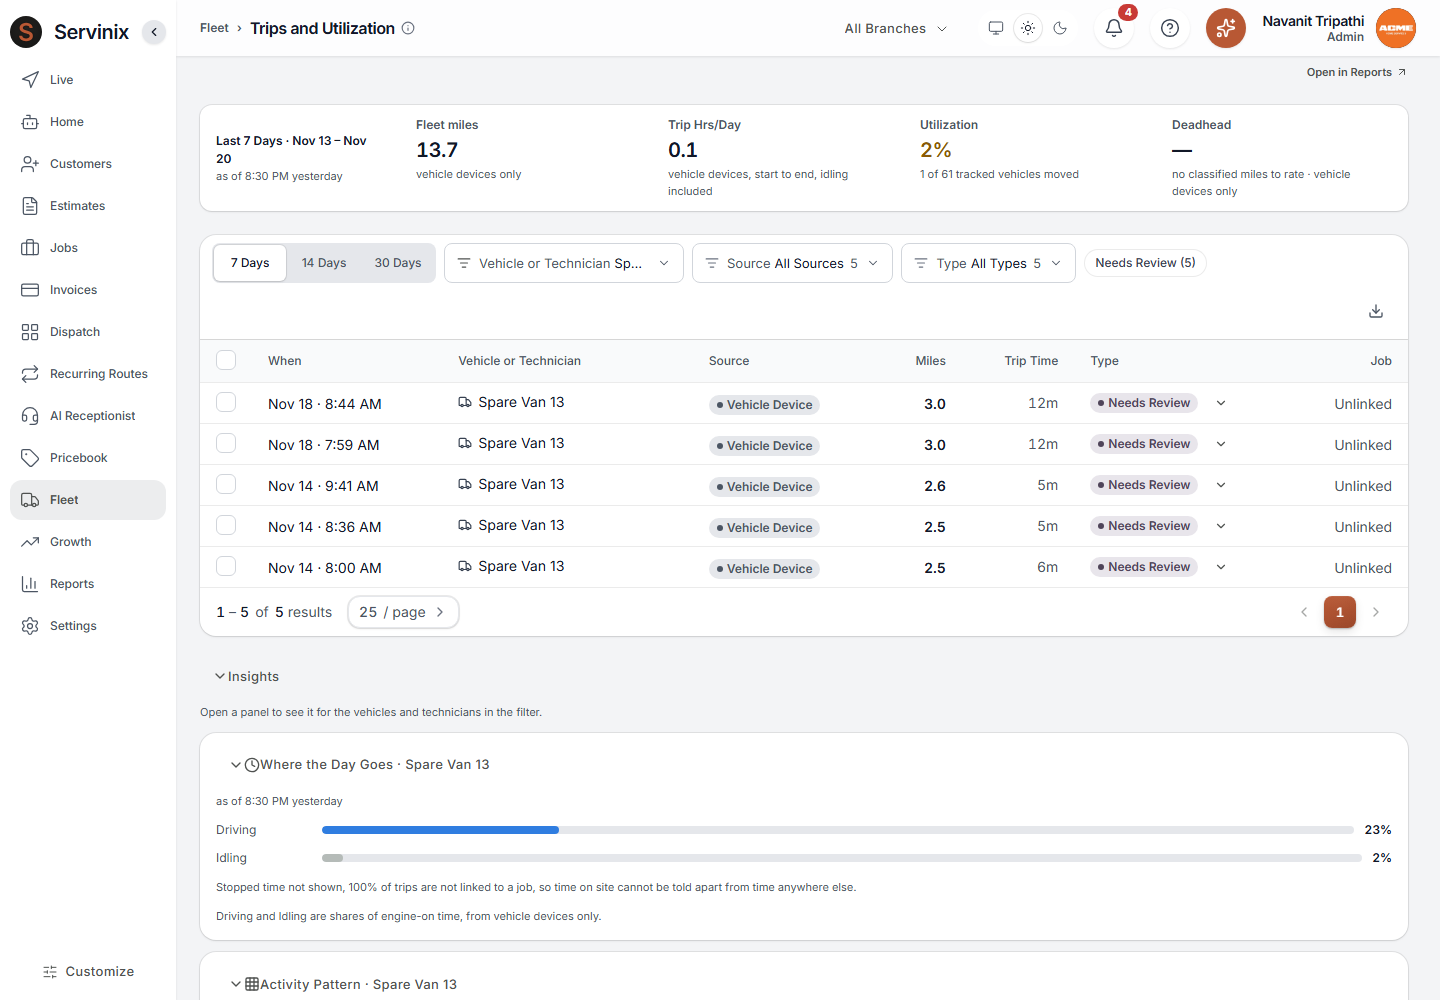 S Servinix
Live
Home
Customers
Estimates
Jobs
Invoices
Dispatch
Recurring Routes
AI Receptionist
Pricebook
Fleet
Growth
Reports
Settings
Customize
Fleet › Trips and Utilization
All Branches
4
Navanit Tripathi
Admin
ACME
Open in Reports
Last 7 Days · Nov 13 – Nov
20
as of 8:30 PM yesterday
Fleet miles
13.7
vehicle devices only
Trip Hrs/Day
0.1
vehicle devices, start to end, idling
included
Utilization
2%
1 of 61 tracked vehicles moved
Deadhead
—
no classified miles to rate · vehicle
devices only
7 Days 14 Days 30 Days Vehicle or Technician Sp... Source All Sources 5 Type All Types 5 Needs Review (5)
When Vehicle or Technician Source Miles Trip Time Type Job
Nov 18 · 8:44 AM Spare Van 13 Vehicle Device 3.0 12m Needs Review Unlinked
Nov 18 · 7:59 AM Spare Van 13 Vehicle Device 3.0 12m Needs Review Unlinked
Nov 14 · 9:41 AM Spare Van 13 Vehicle Device 2.6 5m Needs Review Unlinked
Nov 14 · 8:36 AM Spare Van 13 Vehicle Device 2.5 5m Needs Review Unlinked
Nov 14 · 8:00 AM Spare Van 13 Vehicle Device 2.5 6m Needs Review Unlinked
1 – 5 of 5 results 25 / page 1
Insights
Open a panel to see it for the vehicles and technicians in the filter.
Where the Day Goes · Spare Van 13
as of 8:30 PM yesterday
Driving 23%
Idling 2%
Stopped time not shown, 100% of trips are not linked to a job, so time on site cannot be told apart from time anywhere else.
Driving and Idling are shares of engine-on time, from vehicle devices only.
Activity Pattern · Spare Van 13